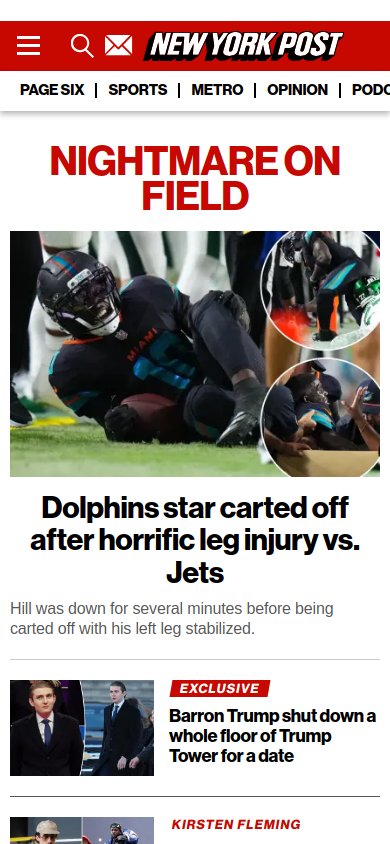 NEW YORK POST
PAGE SIX | SPORTS | METRO | OPINION | PODC
NIGHTMARE ON
FIELD
MIAMI
10
Dolphins star carted off
after horrific leg injury vs.
Jets
Hill was down for several minutes before being
carted off with his left leg stabilized.
EXCLUSIVE
Barron Trump shut down a
whole floor of Trump
Tower for a date
KIRSTEN FLEMING